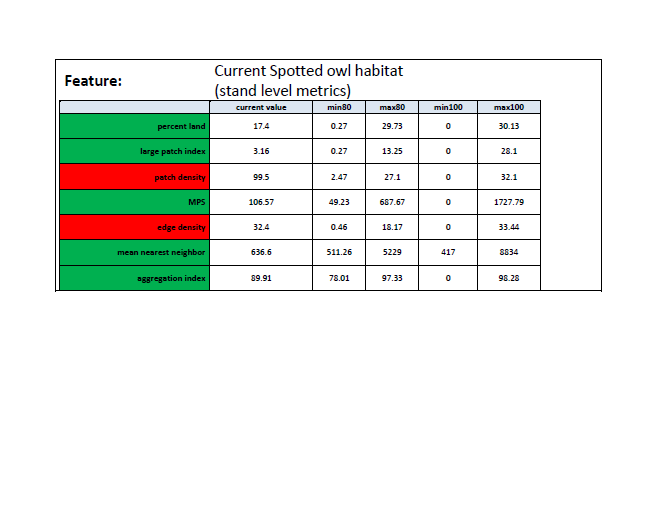 Feature:
Current Spotted owl habitat
(stand level metrics)
current value min80 max80 min100 max100
percent land 17.4 0.27 29.73 0 30.13
large patch index 3.16 0.27 13.25 0 28.1
patch density 99.5 2.47 27.1 0 32.1
MPS 106.57 49.23 687.67 0 1727.79
edge density 32.4 0.46 18.17 0 33.44
mean nearest neighbor 636.6 511.26 5229 417 8834
aggregation index 89.91 78.01 97.33 0 98.28